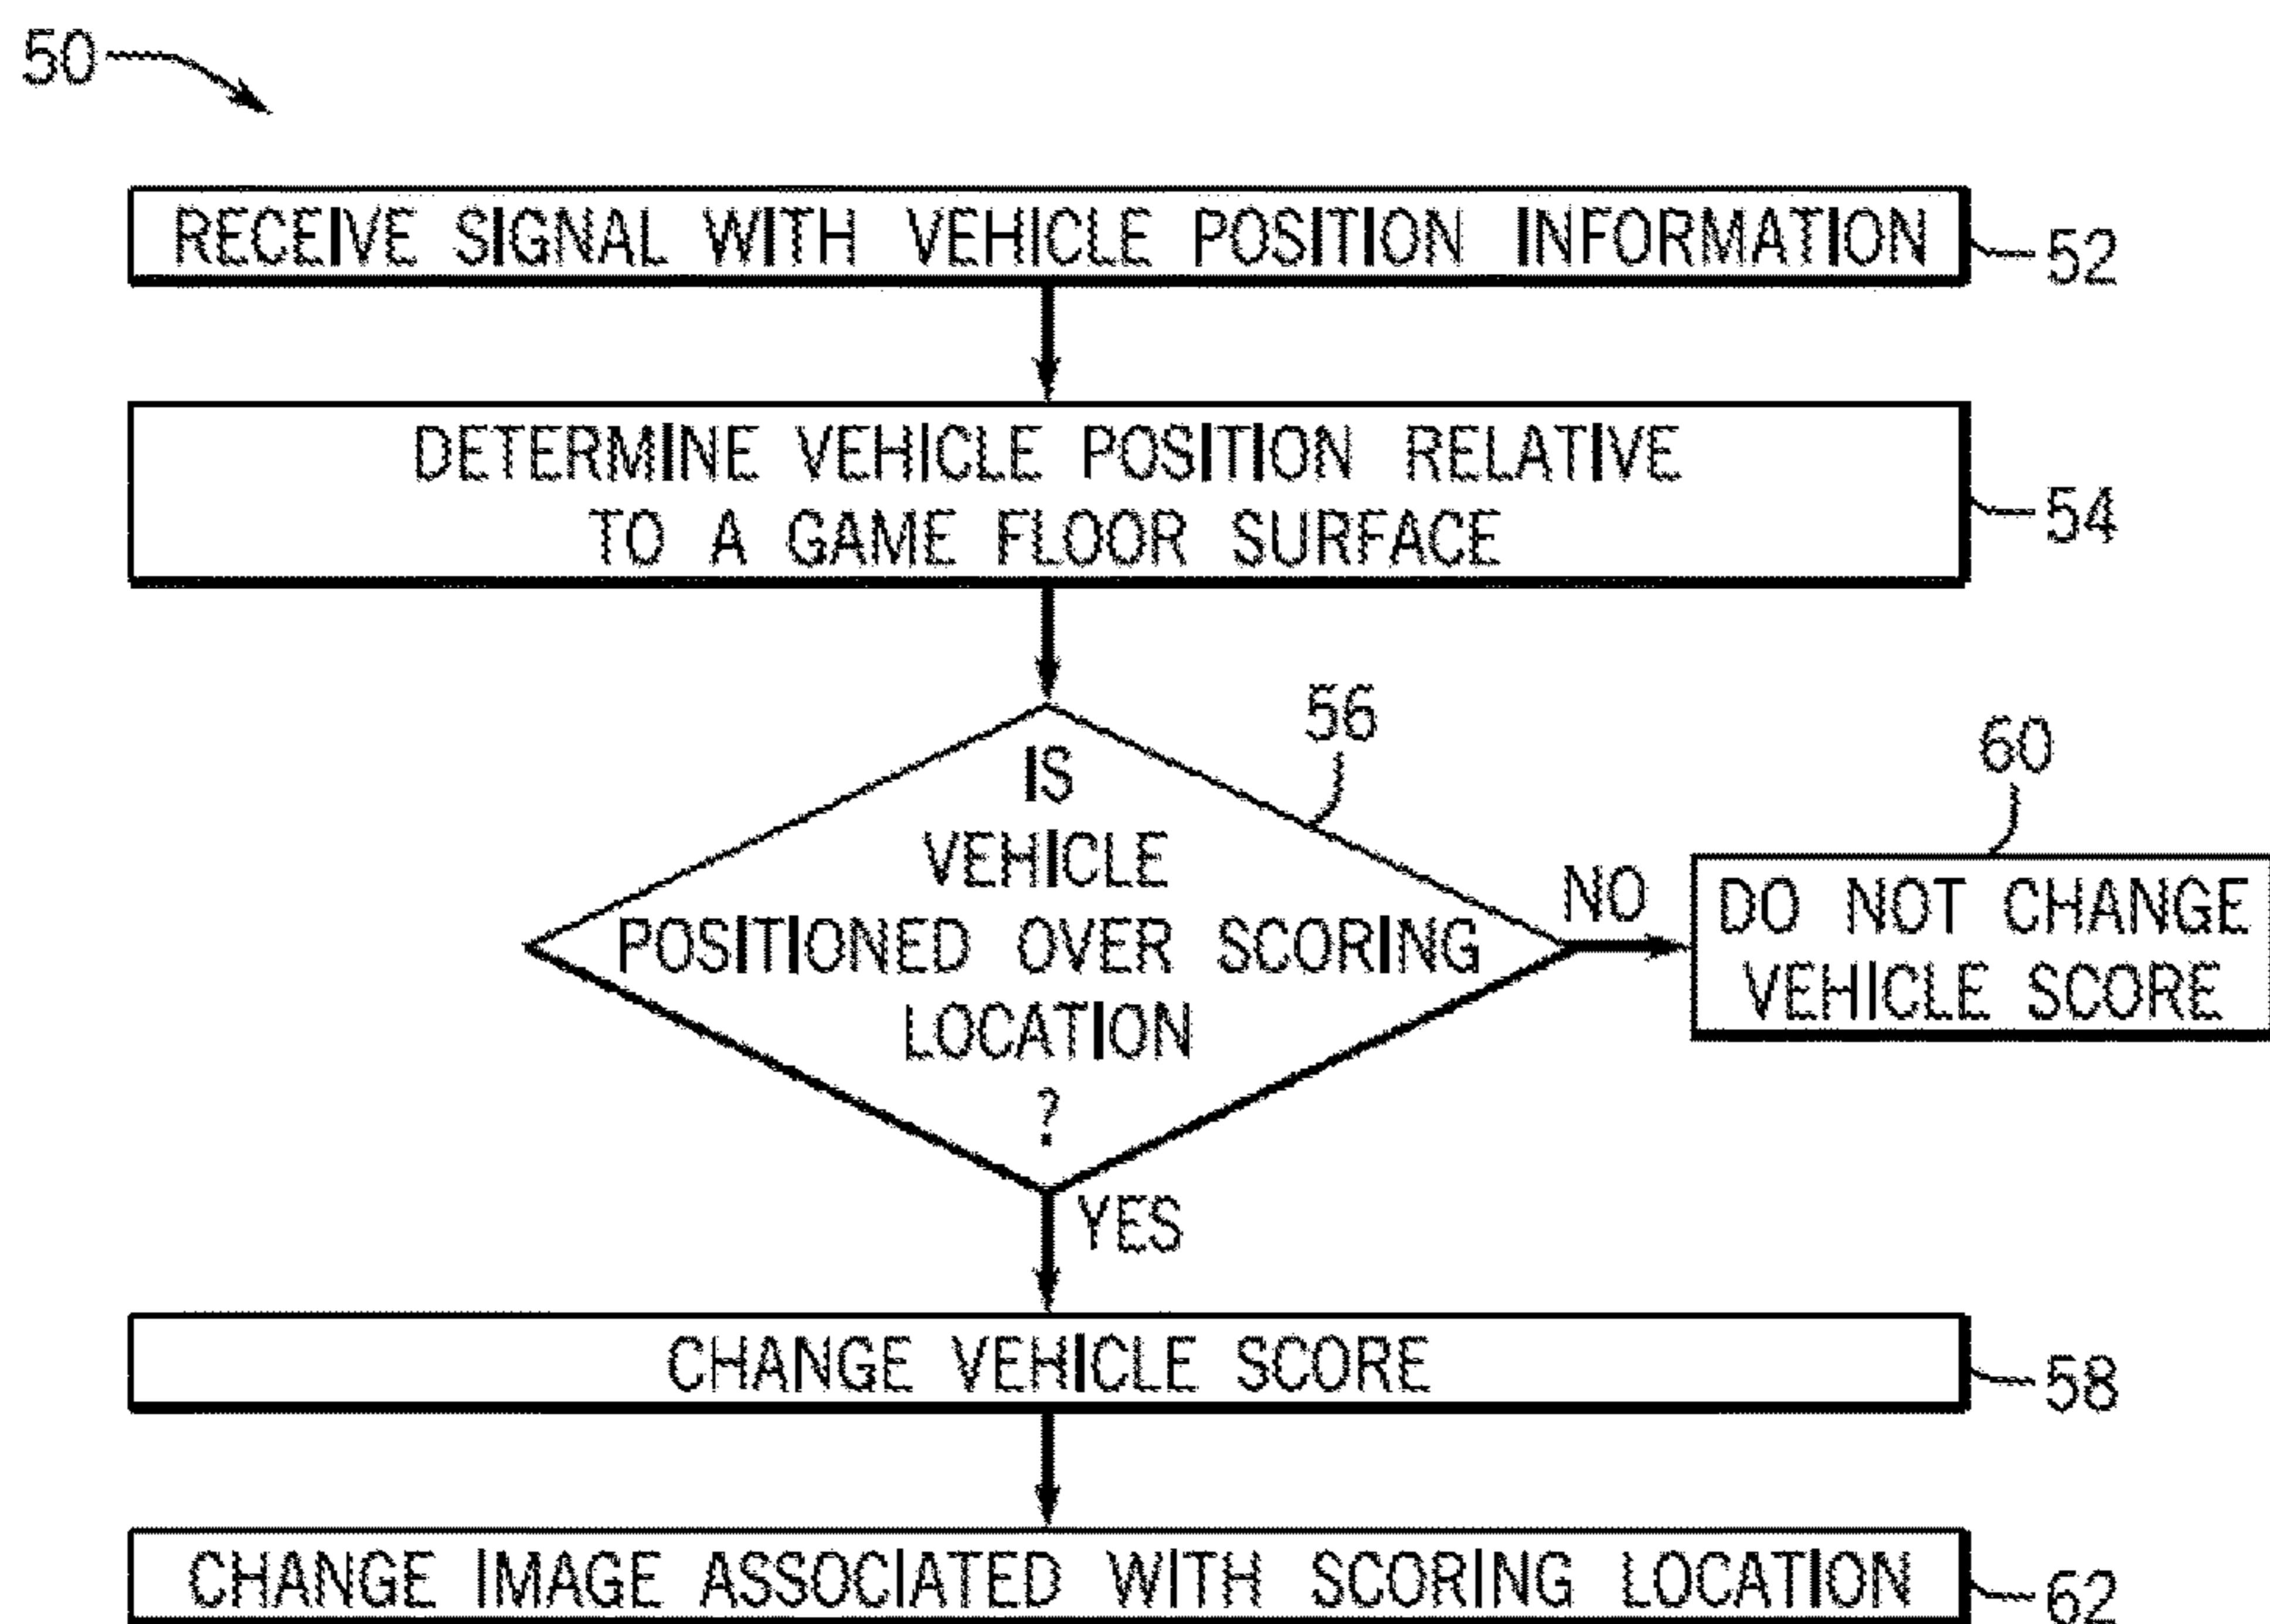 50
RECEIVE SIGNAL WITH VEHICLE POSITION INFORMATION
52
DETERMINE VEHICLE POSITION RELATIVE
TO A GAME FLOOR SURFACE
54
56
IS
VEHICLE
POSITIONED OVER SCORING
LOCATION
?
NO
60
DO NOT CHANGE
VEHICLE SCORE
YES
CHANGE VEHICLE SCORE
58
CHANGE IMAGE ASSOCIATED WITH SCORING LOCATION
62